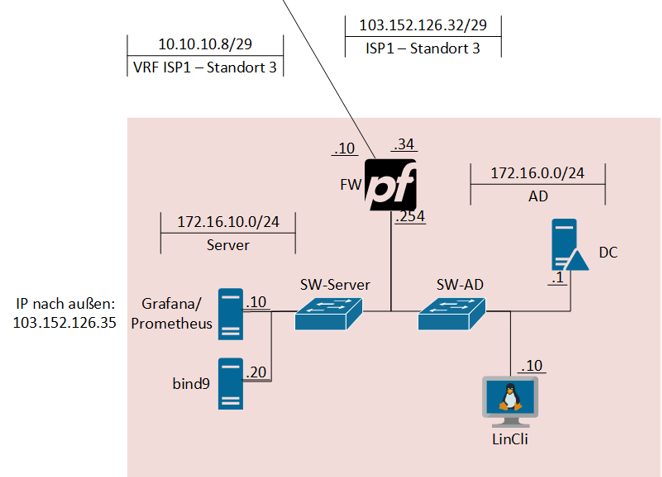 103.152.126.32/29
ISP1 – Standort 3
10.10.10.8/29
VRF ISP1 – Standort 3
.10
.34
FW
pf
.254
172.16.0.0/24
AD
172.16.10.0/24
Server
DC
.1
IP nach außen:
103.152.126.35
Grafana/
Prometheus
.10
SW-Server
SW-AD
bind9
.20
.10
LinCli